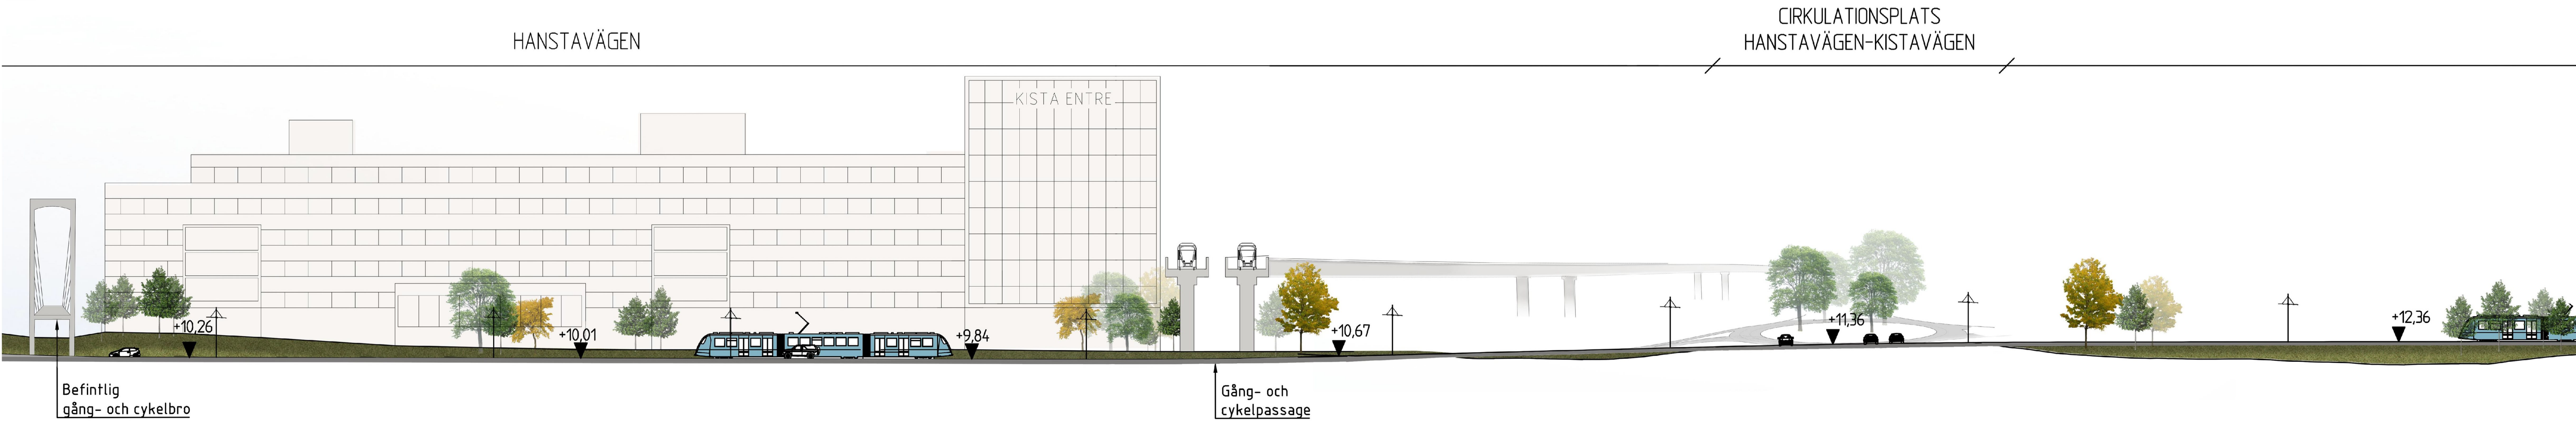 HANSTAVÄGEN
CIRKULATIONSPLATS
HANSTAVÄGEN-KISTAVÄGEN
KISTA ENTRE
+10,26
+10,01
+9,84
+10,67
+11,36
+12,36
Befintlig
gång- och cykelbro
Gång- och
cykelpassage